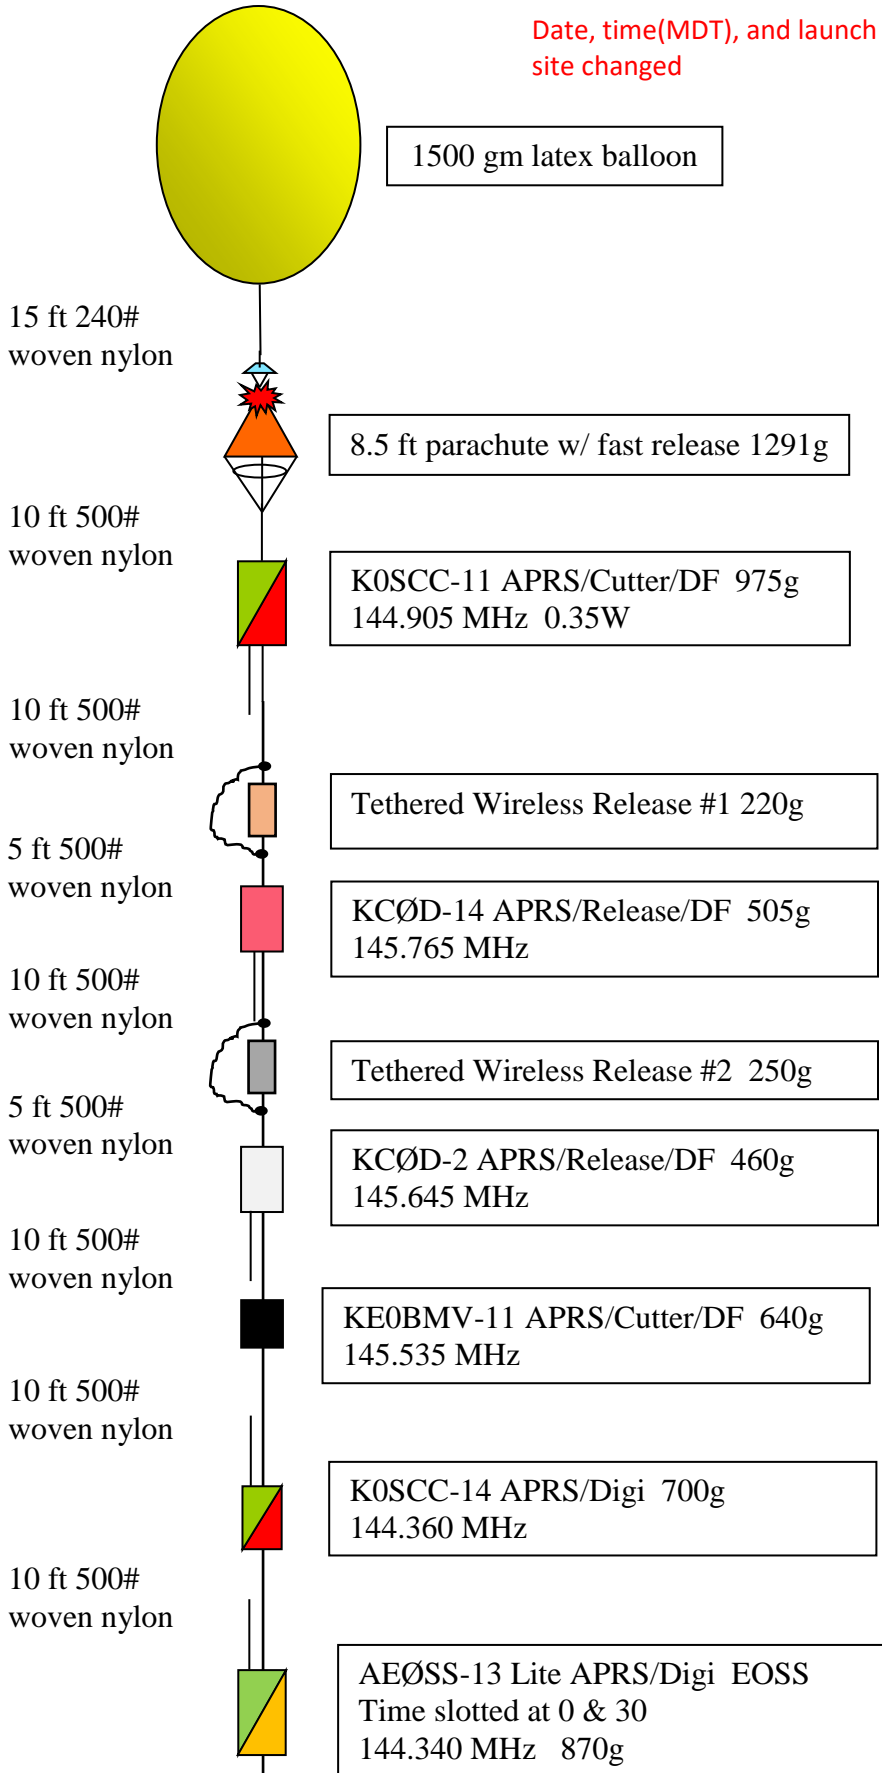 Date, time(MDT), and launch
site changed
1500 gm latex balloon
15 ft 240#
woven nylon
8.5 ft parachute w/ fast release 1291g
10 ft 500#
woven nylon
K0SCC-11 APRS/Cutter/DF  975g
144.905 MHz  0.35W
10 ft 500#
woven nylon
Tethered Wireless Release #1 220g
5 ft 500#
woven nylon
KCØD-14 APRS/Release/DF  505g
145.765 MHz
10 ft 500#
woven nylon
Tethered Wireless Release #2  250g
5 ft 500#
woven nylon
KCØD-2 APRS/Release/DF  460g
145.645 MHz
10 ft 500#
woven nylon
KE0BMV-11 APRS/Cutter/DF  640g
145.535 MHz
10 ft 500#
woven nylon
K0SCC-14 APRS/Digi  700g
144.360 MHz
10 ft 500#
woven nylon
AEØSS-13 Lite APRS/Digi  EOSS
Time slotted at 0 & 30
144.340 MHz   870g